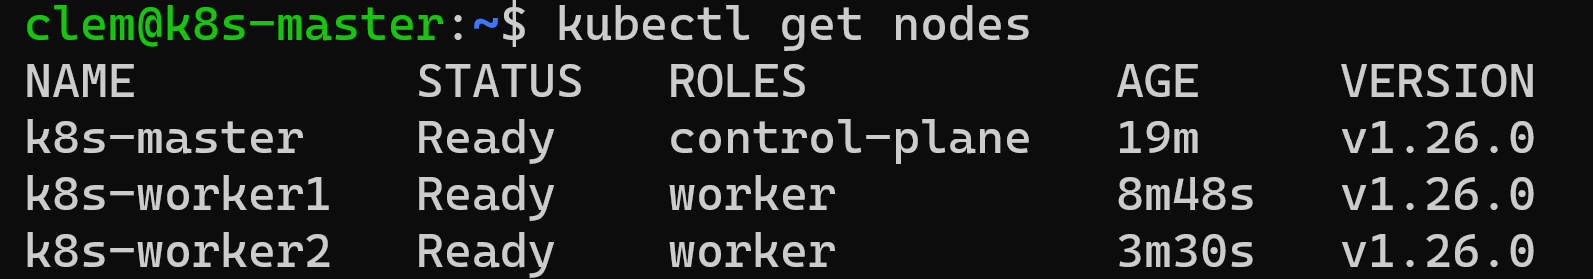 clem@k8s-master:~$ kubectl get nodes
NAME          STATUS   ROLES           AGE     VERSION
k8s-master    Ready    control-plane   19m     v1.26.0
k8s-worker1   Ready    worker          8m48s   v1.26.0
k8s-worker2   Ready    worker          3m30s   v1.26.0